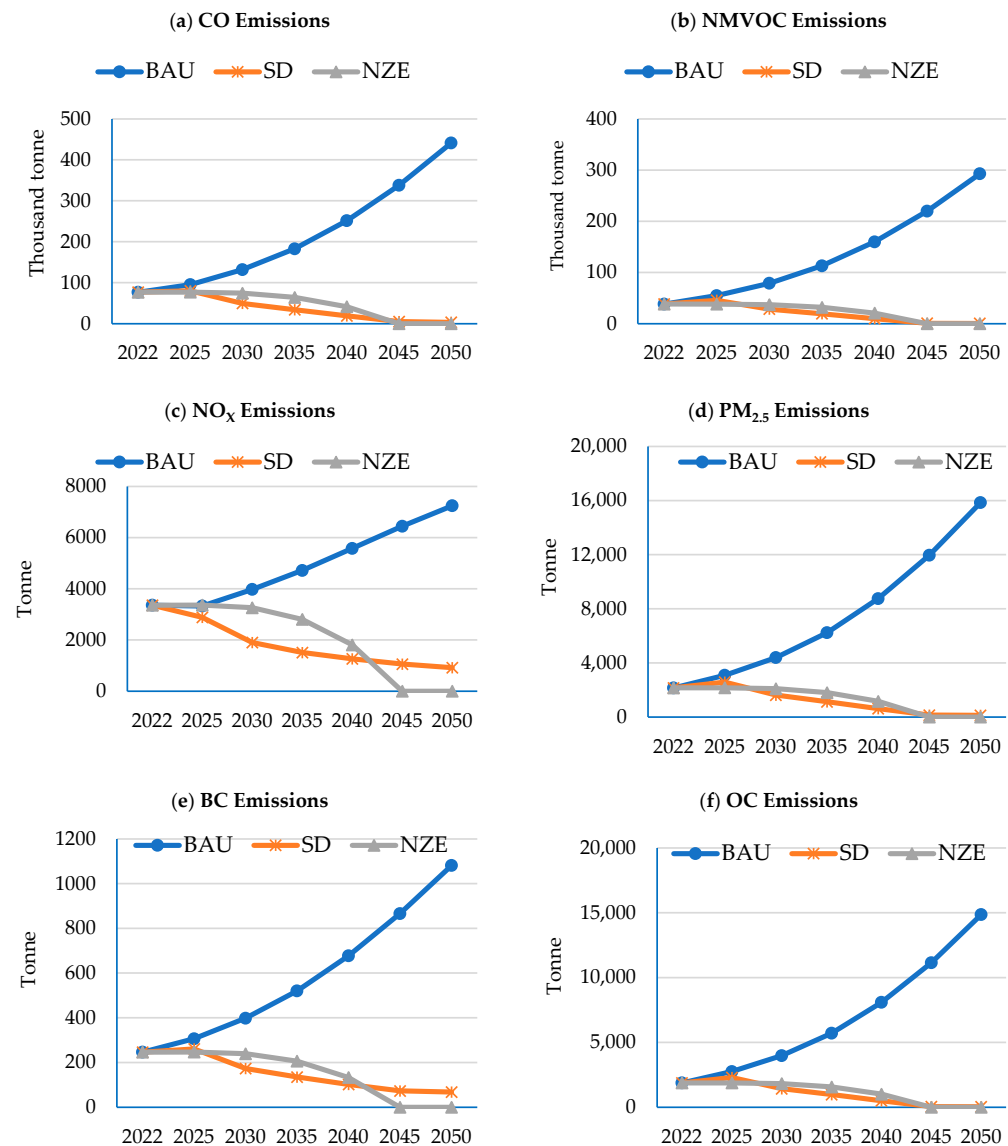 (a) CO Emissions
BAU SD NZE
Thousand tonne
500
400
300
200
100
0
2022 2025 2030 2035 2040 2045 2050
(b) NMVOC Emissions
BAU SD NZE
Thousand tonne
400
300
200
100
0
2022 2025 2030 2035 2040 2045 2050
(c) NOX Emissions
BAU SD NZE
Tonne
8000
6000
4000
2000
0
2022 2025 2030 2035 2040 2045 2050
(d) PM2.5 Emissions
BAU SD NZE
Tonne
20,000
16,000
12,000
8,000
4,000
0
2022 2025 2030 2035 2040 2045 2050
(e) BC Emissions
BAU SD NZE
Tonne
1200
1000
800
600
400
200
0
2022 2025 2030 2035 2040 2045 2050
(f) OC Emissions
BAU SD NZE
Tonne
20,000
15,000
10,000
5,000
0
2022 2025 2030 2035 2040 2045 2050